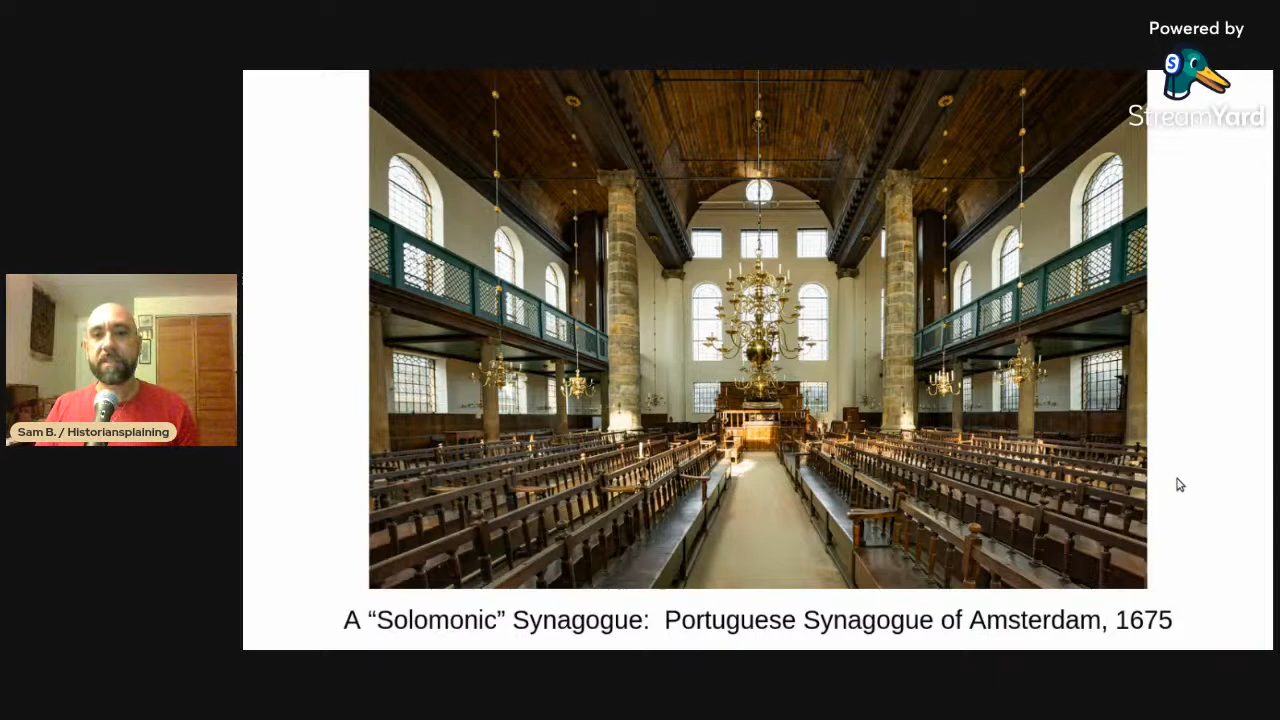 Powered by
S
StreamYard
Sam B. / Historiansplaining
A “Solomonic” Synagogue:  Portuguese Synagogue of Amsterdam, 1675